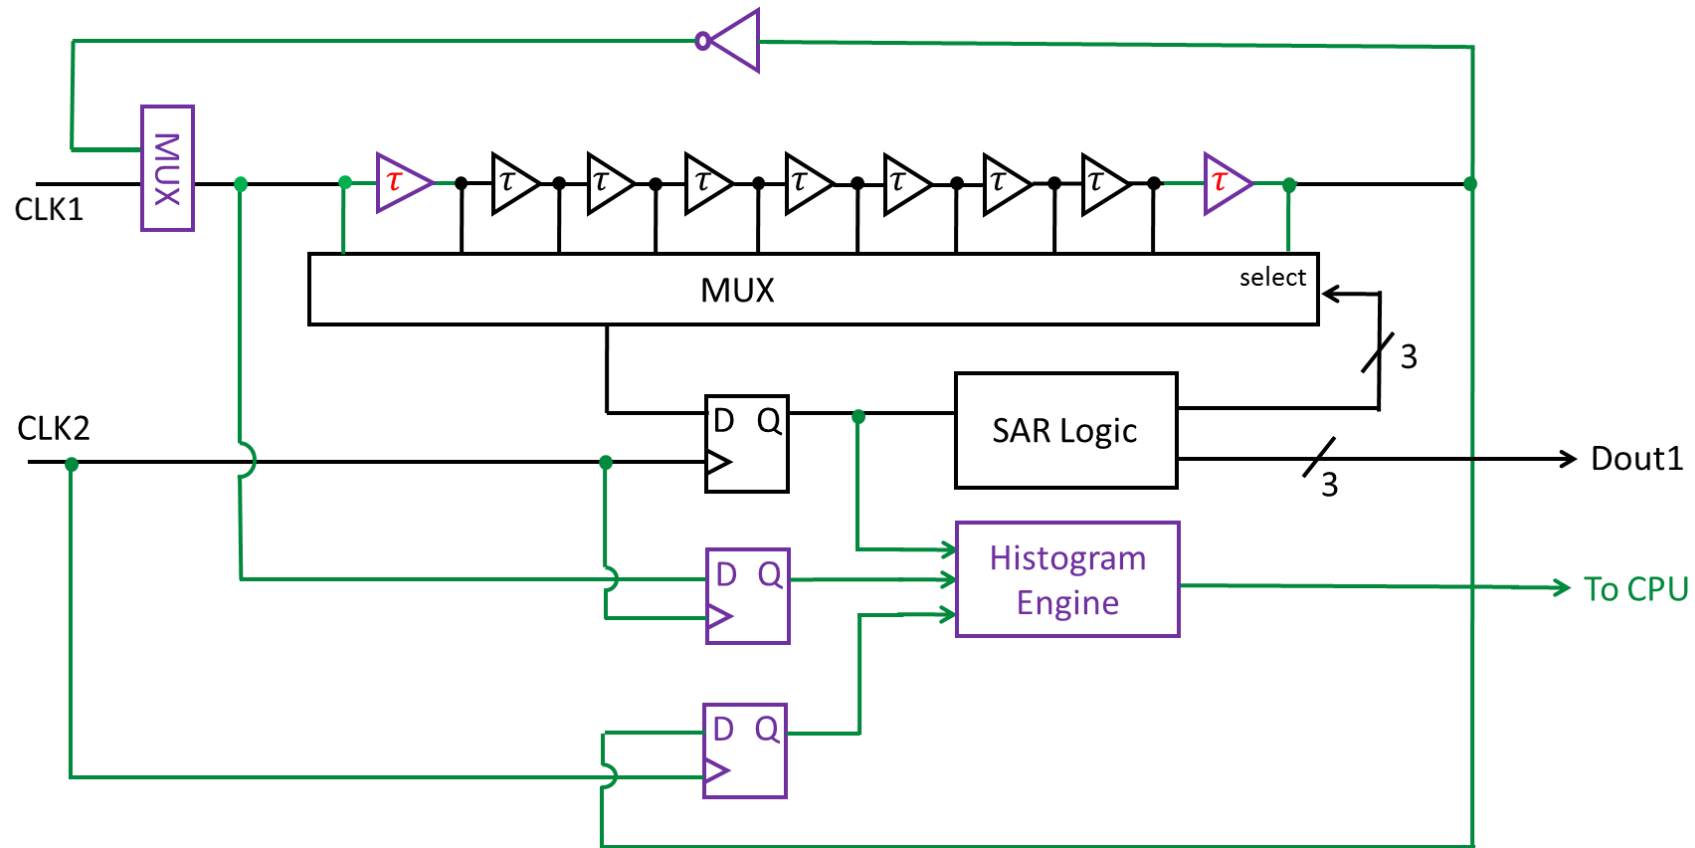 MUX
CLK1
τ τ τ τ τ τ τ τ τ
select
MUX
3
CLK2
D Q
SAR Logic
Dout1
3
D Q
Histogram
Engine
To CPU
D Q